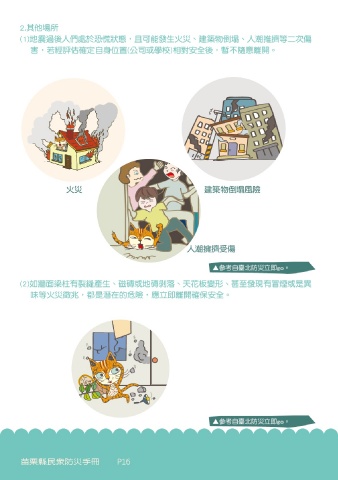 2.其他場所
(1)地震過後人們處於恐慌狀態，且可能發生火災、建築物倒塌、人潮推擠等二次傷
害，若經評估確定自身位置(公司或學校)相對安全後，暫不隨意離開。
火災
建築物倒塌風險
人潮擁擠受傷
▲參考自臺北防災立即go。
(2)如牆面梁柱有裂縫產生、磁磚或地磚剝落、天花板變形、甚至發現有冒煙或是異
味等火災徵兆，都是潛在的危險，應立即離開確保安全。
▲參考自臺北防災立即go。
苗栗縣民眾防災手冊 P16